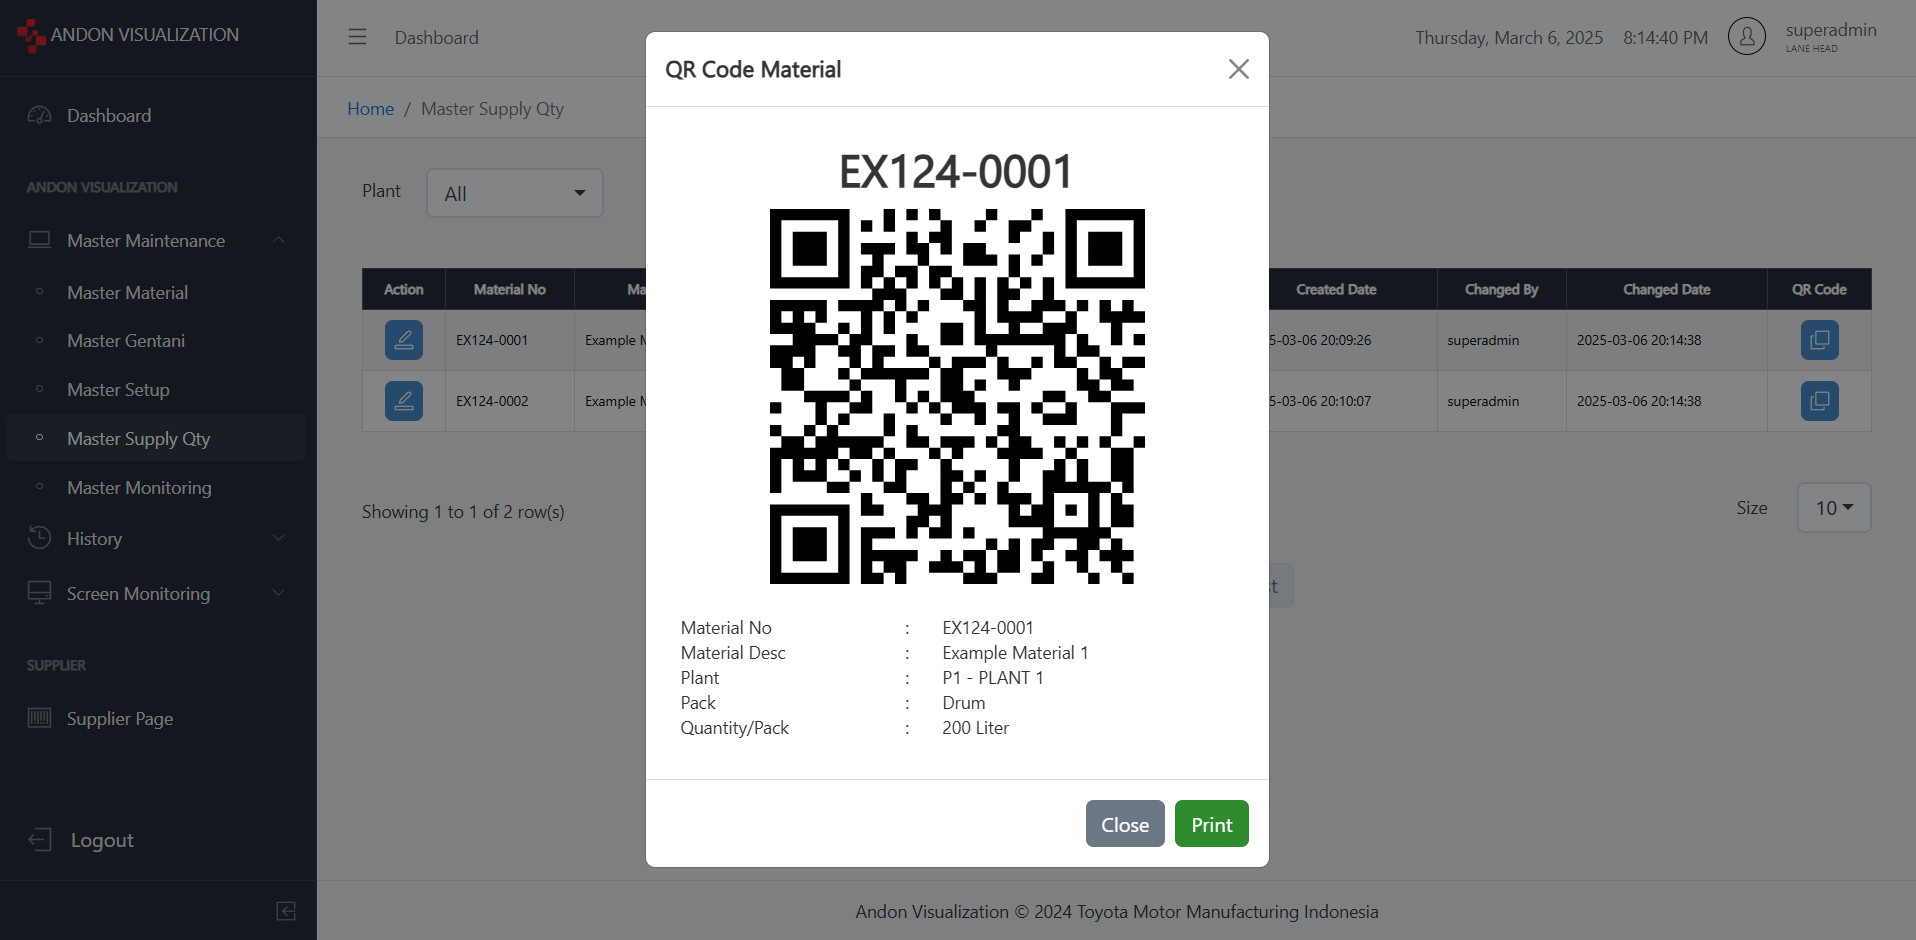 ANDON VISUALIZATION
Dashboard
Thursday, March 6, 2025 8:14:40 PM
superadmin
LANE HEAD
Home / Master Supply Qty
Dashboard
ANDON VISUALIZATION
Master Maintenance
Master Material
Master Gentani
Master Setup
Master Supply Qty
Master Monitoring
History
Screen Monitoring
SUPPLIER
Supplier Page
Logout
Plant All
Action Material No Ma Created Date Changed By Changed Date QR Code
EX124-0001 Example M 5-03-06 20:09:26 superadmin 2025-03-06 20:14:38
EX124-0002 Example M 5-03-06 20:10:07 superadmin 2025-03-06 20:14:38
Showing 1 to 1 of 2 row(s)
Size 10
QR Code Material
EX124-0001
Material No : EX124-0001
Material Desc : Example Material 1
Plant : P1 - PLANT 1
Pack : Drum
Quantity/Pack : 200 Liter
Close Print
Andon Visualization © 2024 Toyota Motor Manufacturing Indonesia